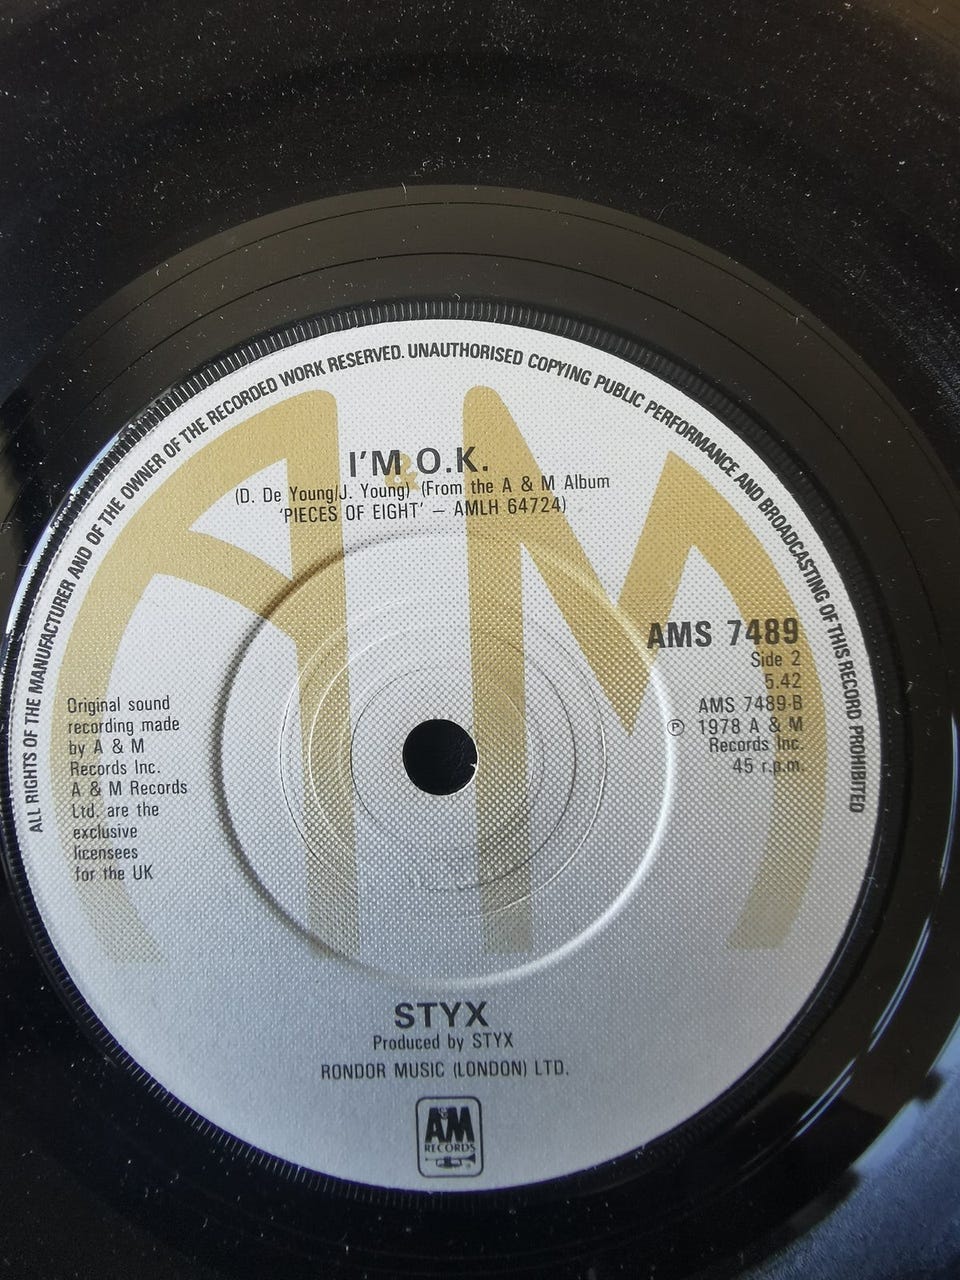 ALL RIGHTS OF THE MANUFACTURER AND OF THE OWNER OF THE RECORDED WORK RESERVED. UNAUTHORISED COPYING PUBLIC PERFORMANCE AND BROADCASTING OF THIS RECORD PROHIBITED
A&M
I'M O.K.
(D. De Young/J. Young) (From the A & M Album
'PIECES OF EIGHT' – AMLH 64724)
AMS 7489
Side 2
5.42
AMS 7489-B
Ⓟ 1978 A & M
Records Inc.
45 r.p.m.
Original sound
recording made
by A & M
Records Inc.
A & M Records
Ltd. are the
exclusive
licensees
for the UK
STYX
Produced by STYX
RONDOR MUSIC (LONDON) LTD.
A&M
RECORDS